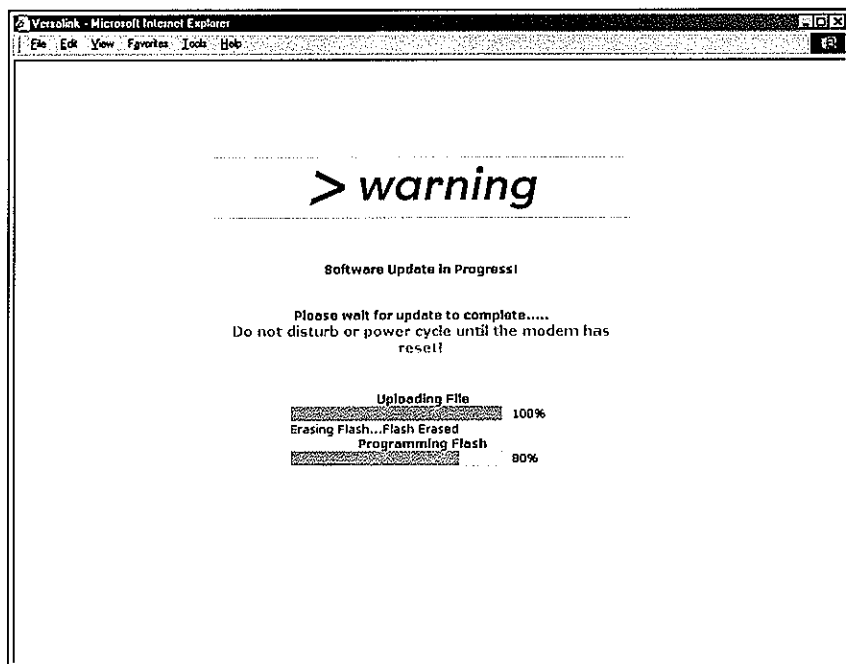 Versalink - Microsoft Internet Explorer
File Edit View Favorites Tools Help
> warning
Software Update in Progress!
Please wait for update to complete.....
Do not disturb or power cycle until the modem has
reset!
Uploading File
100%
Erasing Flash...Flash Erased
Programming Flash
80%